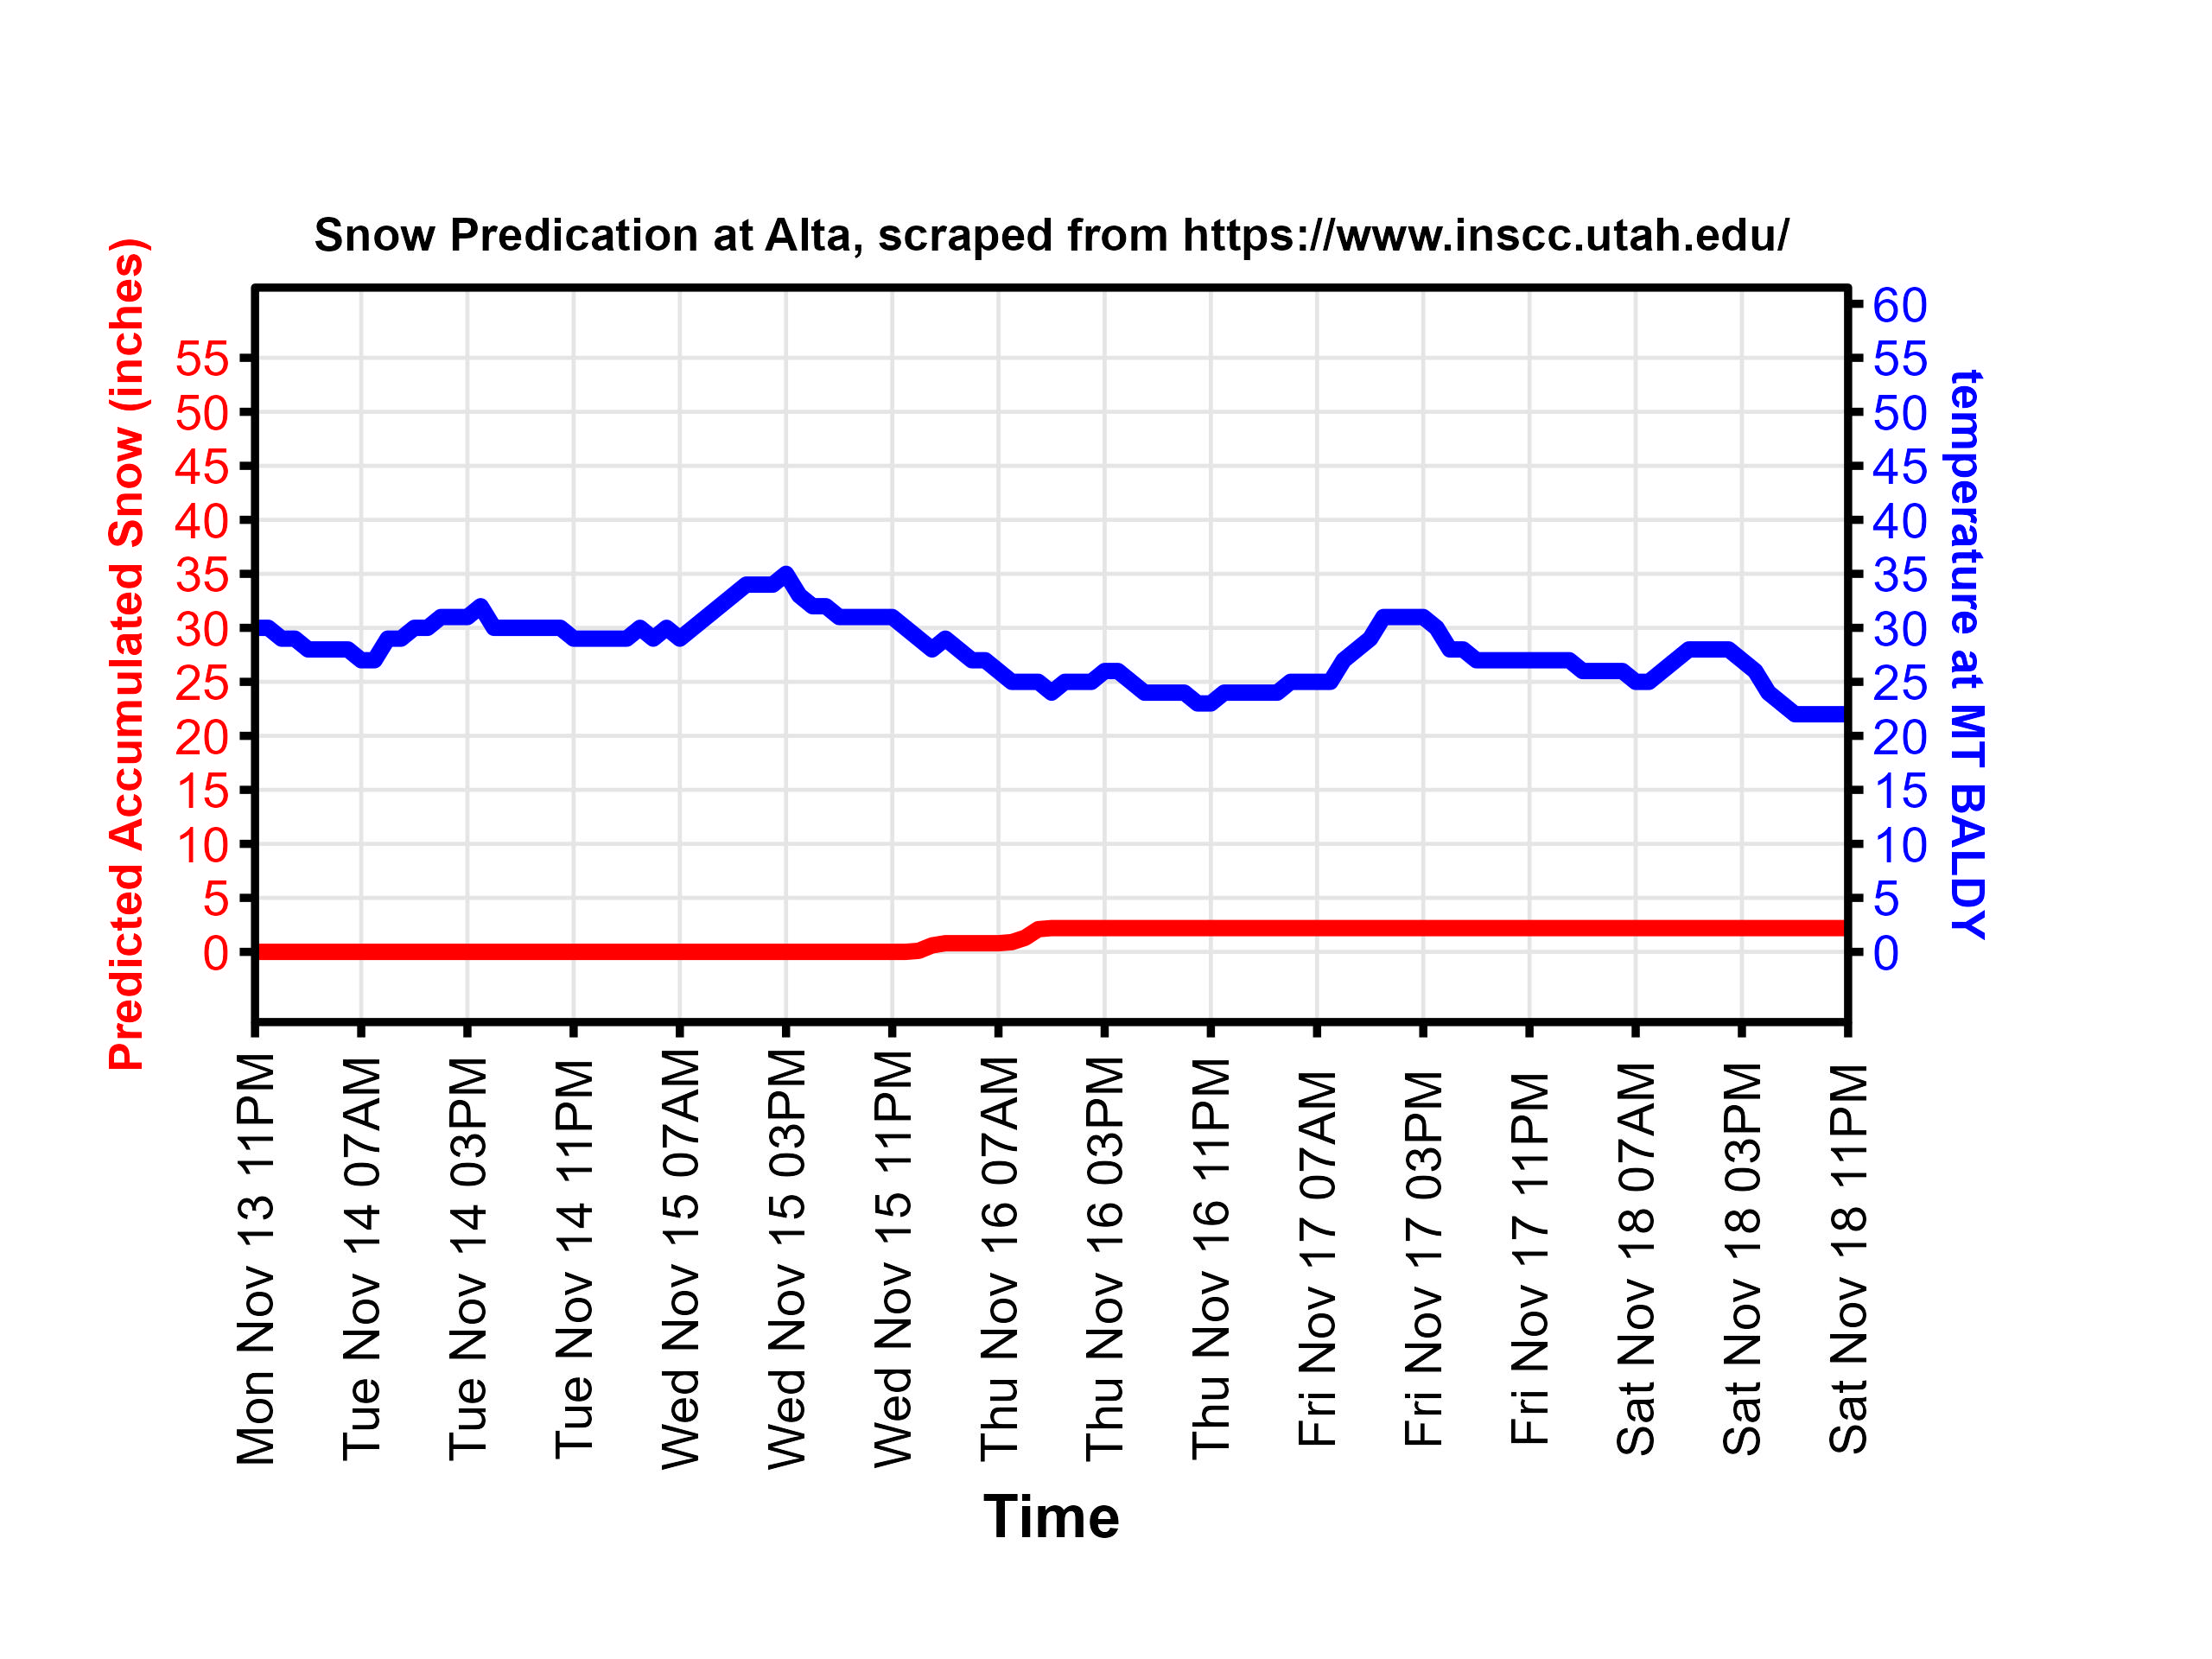 Snow Predication at Alta, scraped from https://www.inscc.utah.edu/
Predicted Accumulated Snow (inches)
55
50
45
40
35
30
25
20
15
10
5
0
60
55
50
45
40
35
30
25
20
15
10
5
0
temperature at MT BALDY
Mon Nov 13 11PM
Tue Nov 14 07AM
Tue Nov 14 03PM
Tue Nov 14 11PM
Wed Nov 15 07AM
Wed Nov 15 03PM
Wed Nov 15 11PM
Thu Nov 16 07AM
Thu Nov 16 03PM
Thu Nov 16 11PM
Fri Nov 17 07AM
Fri Nov 17 03PM
Fri Nov 17 11PM
Sat Nov 18 07AM
Sat Nov 18 03PM
Sat Nov 18 11PM
Time